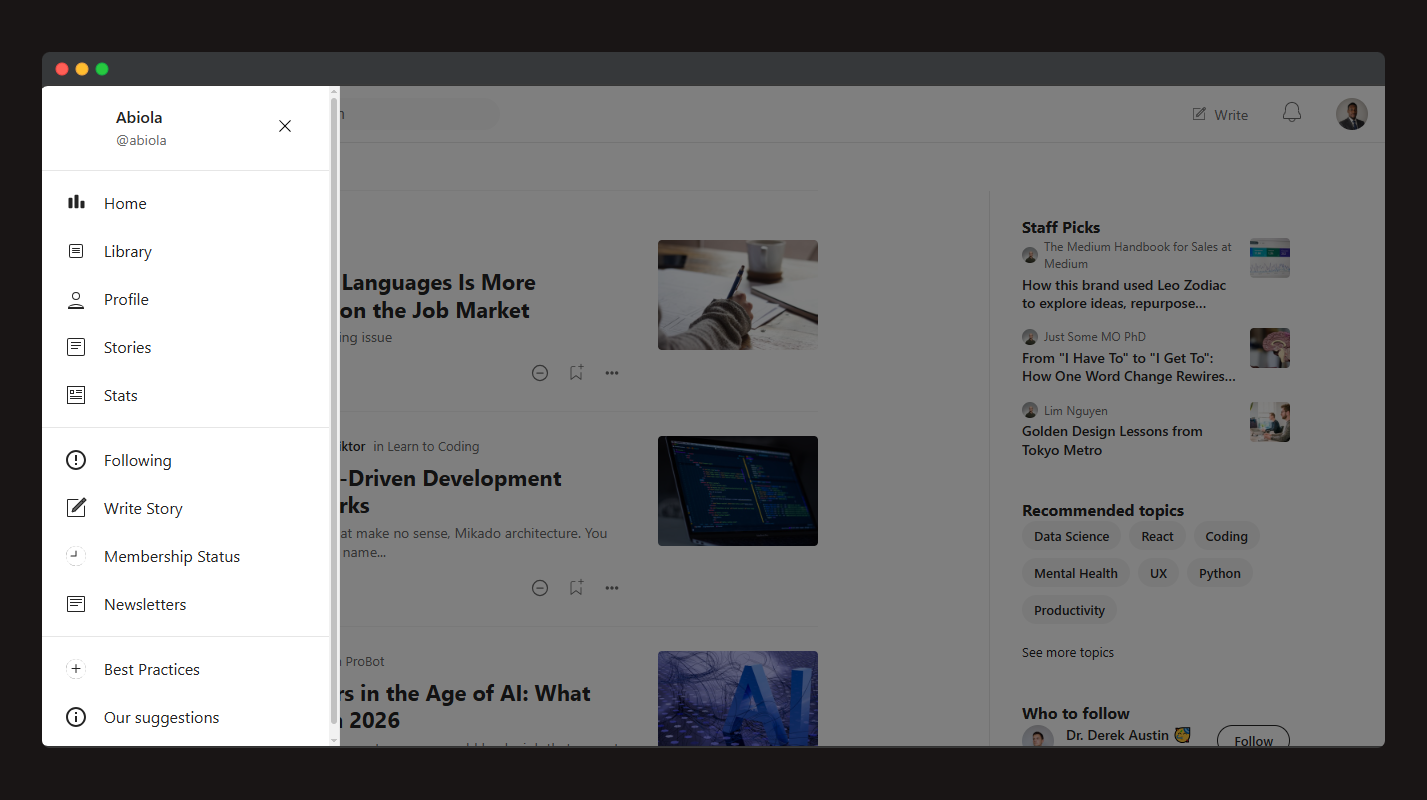 Abiola
@abiola
Home
Library
Profile
Stories
Stats
Following
Write Story
Membership Status
Newsletters
Best Practices
Our suggestions
Write
Languages Is More
on the Job Market
issue
in Learn to Coding
-Driven Development
that make no sense, Mikado architecture. You
name...
ProBot
in the Age of AI: What
2026
AI
Staff Picks
The Medium Handbook for Sales at
Medium
How this brand used Leo Zodiac
to explore ideas, repurpose...
Just Some MO PhD
From "I Have To" to "I Get To":
How One Word Change Rewires...
Lim Nguyen
Golden Design Lessons from
Tokyo Metro
Recommended topics
Data Science
React
Coding
Mental Health
UX
Python
Productivity
See more topics
Who to follow
Dr. Derek Austin 🥳
Follow